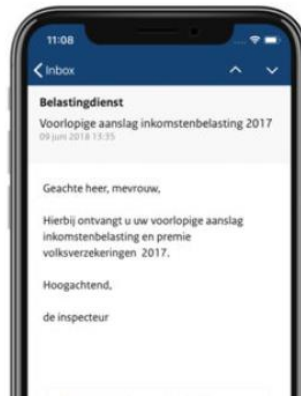 11:08
Inbox
Belastingdienst
Voorlopige aanslag inkomstenbelasting 2017
09 juni 2018 13:35
Geachte heer, mevrouw,
Hierbij ontvangt u uw voorlopige aanslag
inkomstenbelasting en premie
volksverzekeringen 2017.
Hoogachtend,
de inspecteur